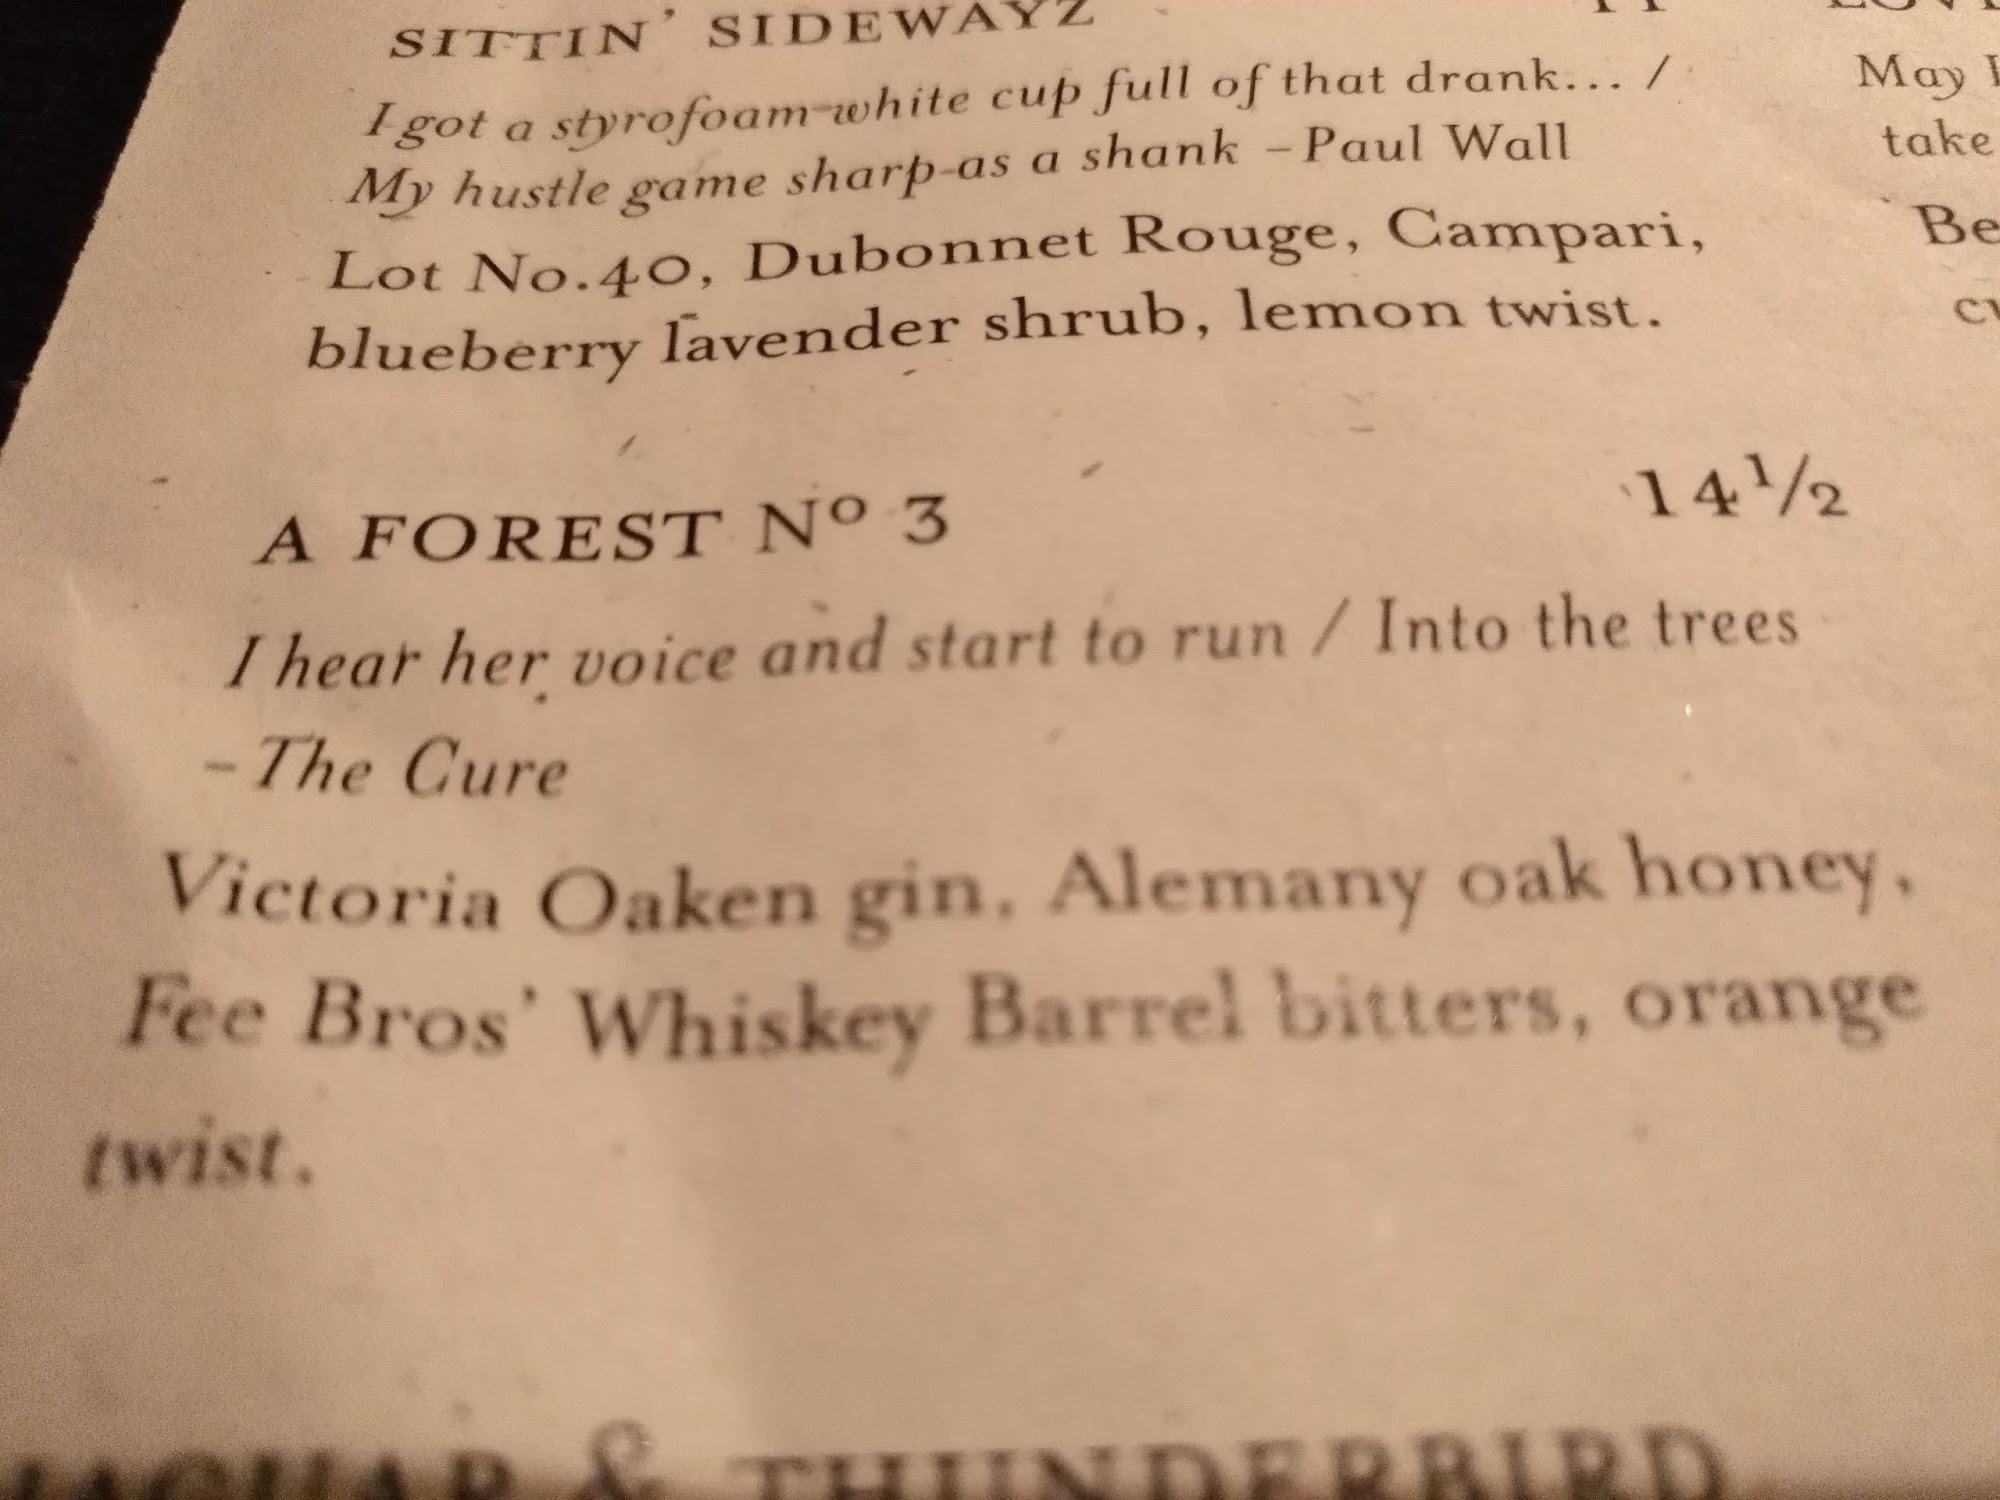 SITTIN' SIDEWAYZ
I got a styrofoam-white cup full of that drank... /
My hustle game sharp as a shank – Paul Wall
Lot No.40, Dubonnet Rouge, Campari,
blueberry lavender shrub, lemon twist.
A FOREST Nº 3 14½
I hear her voice and start to run / Into the trees
– The Cure
Victoria Oaken gin, Alemany oak honey,
Fee Bros' Whiskey Barrel bitters, orange
twist.
& THUNDERBIRD
May
take